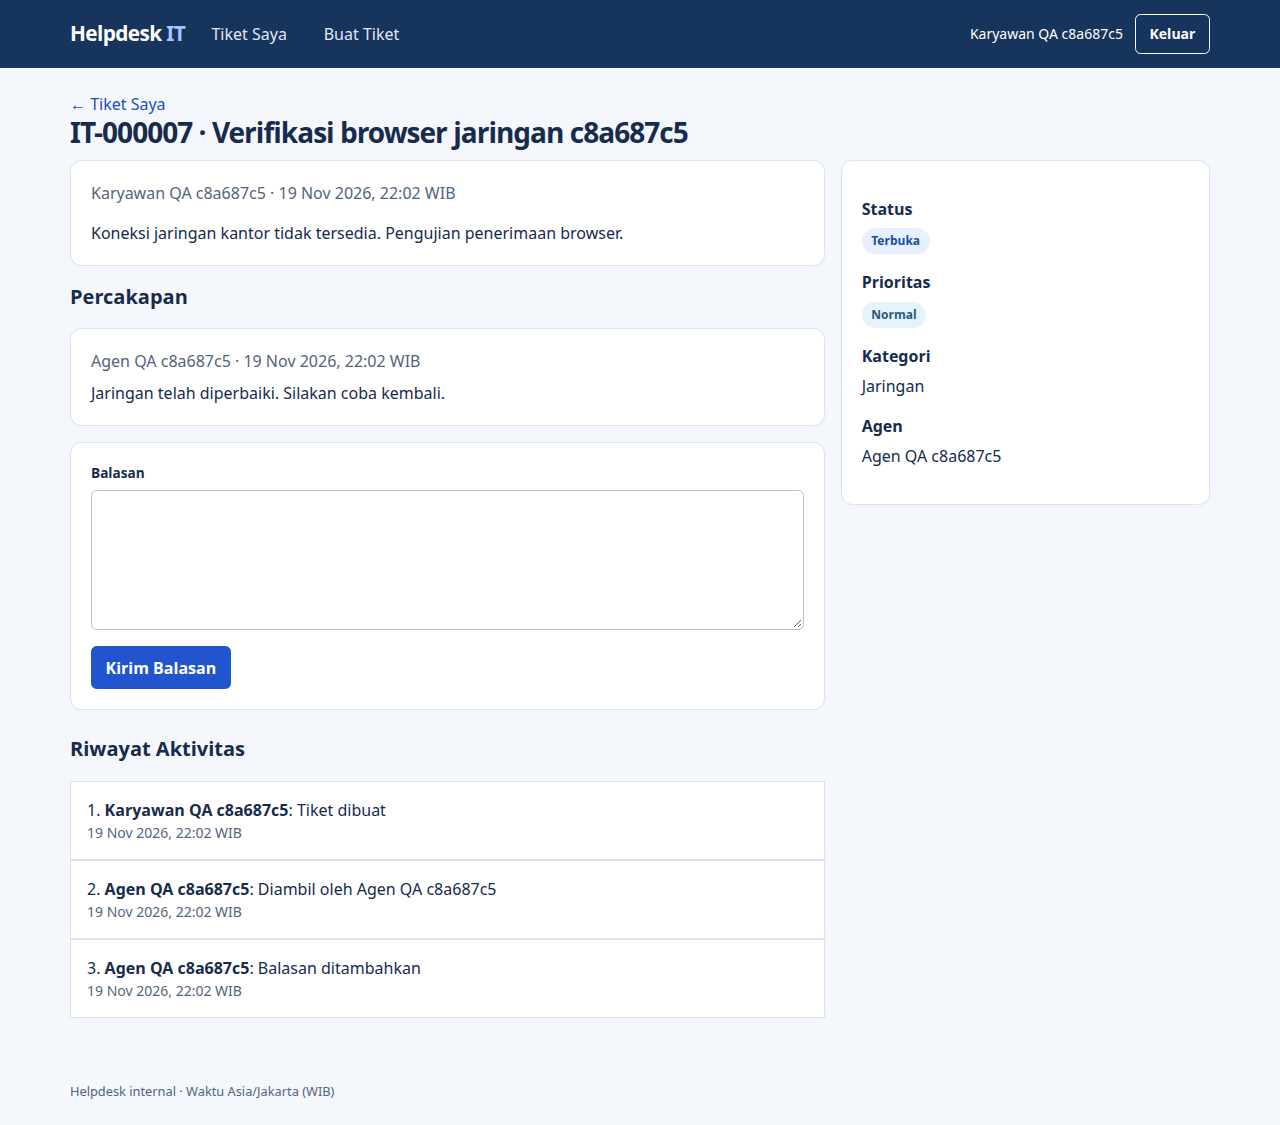 Helpdesk IT
Tiket Saya
Buat Tiket
Karyawan QA c8a687c5
Keluar
← Tiket Saya
IT-000007 · Verifikasi browser jaringan c8a687c5
Karyawan QA c8a687c5 · 19 Nov 2026, 22:02 WIB
Koneksi jaringan kantor tidak tersedia. Pengujian penerimaan browser.
Percakapan
Agen QA c8a687c5 · 19 Nov 2026, 22:02 WIB
Jaringan telah diperbaiki. Silakan coba kembali.
Balasan
Kirim Balasan
Riwayat Aktivitas
1. Karyawan QA c8a687c5: Tiket dibuat
19 Nov 2026, 22:02 WIB
2. Agen QA c8a687c5: Diambil oleh Agen QA c8a687c5
19 Nov 2026, 22:02 WIB
3. Agen QA c8a687c5: Balasan ditambahkan
19 Nov 2026, 22:02 WIB
Status
Terbuka
Prioritas
Normal
Kategori
Jaringan
Agen
Agen QA c8a687c5
Helpdesk internal · Waktu Asia/Jakarta (WIB)